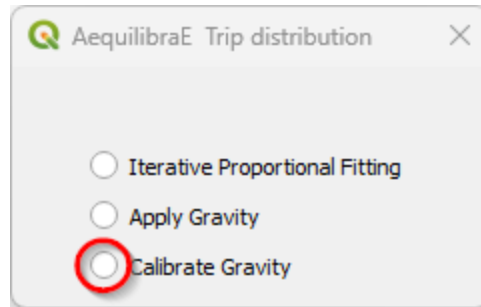 AequilibraE Trip distribution
Iterative Proportional Fitting
Apply Gravity
Calibrate Gravity